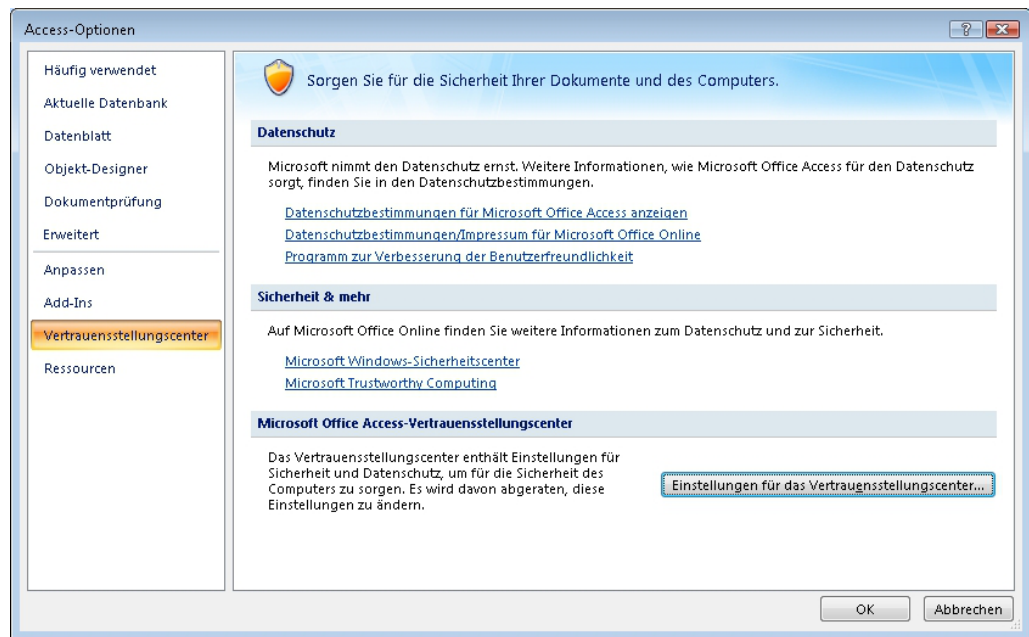 Access-Optionen
?
Häufig verwendet
Aktuelle Datenbank
Datenblatt
Objekt-Designer
Dokumentprüfung
Erweitert
Anpassen
Add-Ins
Vertrauensstellungscenter
Ressourcen
Sorgen Sie für die Sicherheit Ihrer Dokumente und des Computers.
Datenschutz
Microsoft nimmt den Datenschutz ernst. Weitere Informationen, wie Microsoft Office Access für den Datenschutz
sorgt, finden Sie in den Datenschutzbestimmungen.
Datenschutzbestimmungen für Microsoft Office Access anzeigen
Datenschutzbestimmungen/Impressum für Microsoft Office Online
Programm zur Verbesserung der Benutzerfreundlichkeit
Sicherheit & mehr
Auf Microsoft Office Online finden Sie weitere Informationen zum Datenschutz und zur Sicherheit.
Microsoft Windows-Sicherheitscenter
Microsoft Trustworthy Computing
Microsoft Office Access-Vertrauensstellungscenter
Das Vertrauensstellungscenter enthält Einstellungen für
Sicherheit und Datenschutz, um für die Sicherheit des
Computers zu sorgen. Es wird davon abgeraten, diese
Einstellungen zu ändern.
Einstellungen für das Vertrauensstellungscenter...
OK
Abbrechen